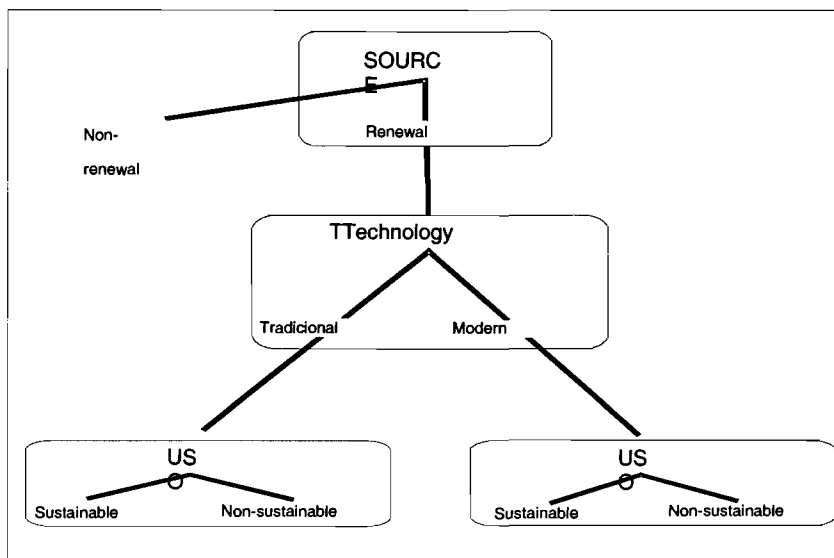 SOURC
E
Non-
renewal
Renewal
TTechnology
Tradicional
Modern
US
O
Sustainable
Non-sustainable
US
O
Sustainable
Non-sustainable